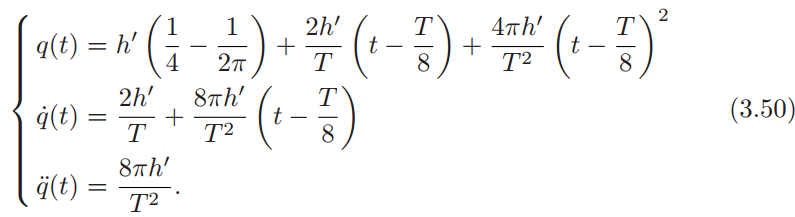 q(t) = h′ (1/4 − 1/2π) + 2h′/T (t − T/8) + 4πh′/T² (t − T/8)²
q̇(t) = 2h′/T + 8πh′/T² (t − T/8)
q̈(t) = 8πh′/T².
(3.50)